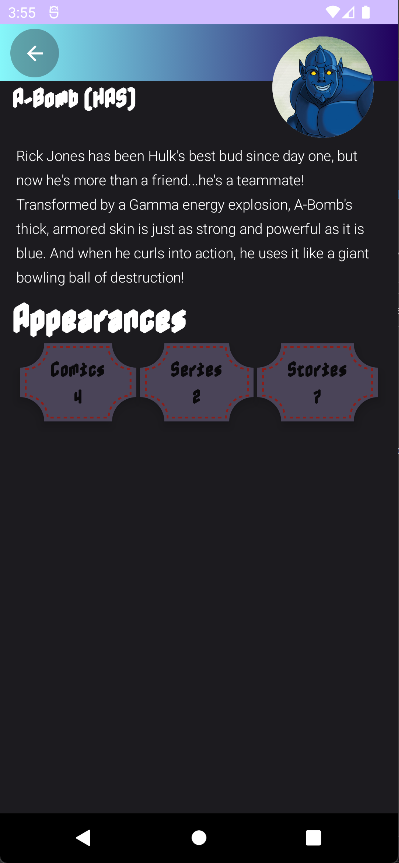 3:55
A-Bomb (HAS)
Rick Jones has been Hulk's best bud since day one, but
now he's more than a friend...he's a teammate!
Transformed by a Gamma energy explosion, A-Bomb's
thick, armored skin is just as strong and powerful as it is
blue. And when he curls into action, he uses it like a giant
bowling ball of destruction!
Appearances
Comics Series Stories
4 2 7